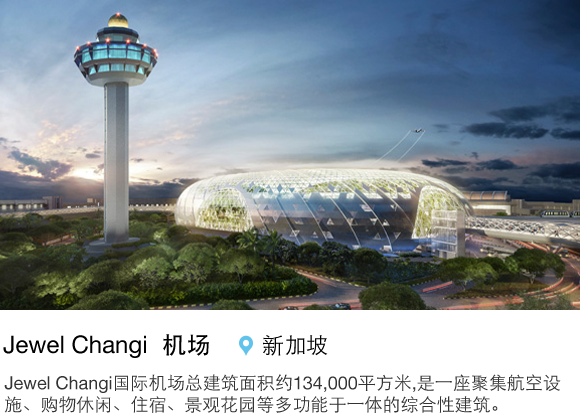 Jewel Changi 机场 新加坡
Jewel Changi国际机场总建筑面积约134,000平方米,是一座聚集航空设
施、购物休闲、住宿、景观花园等多功能于一体的综合性建筑。